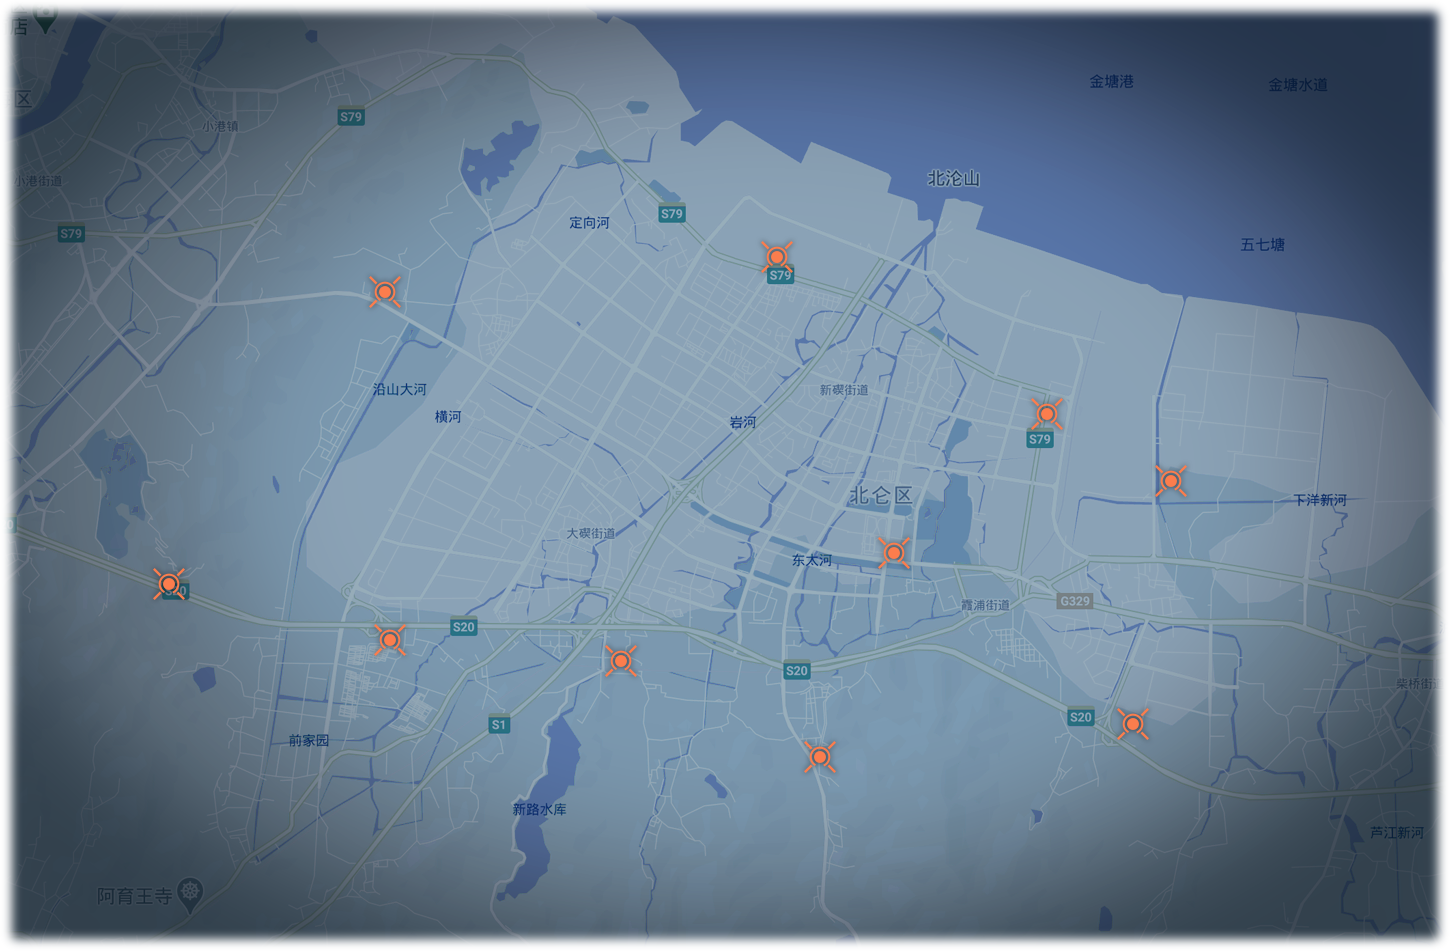 店
金塘港
金塘水道
区
S79
小港镇
北沦山
小港街道
S79
定向河
S79
五七塘
S79
沿山大河
新碶街道
横河
岩河
S79
北仑区
下洋新河
大碶街道
东太河
霞浦街道
G329
S20
S20
柴桥街道
S20
S1
前家园
新路水库
芦江新河
阿育王寺